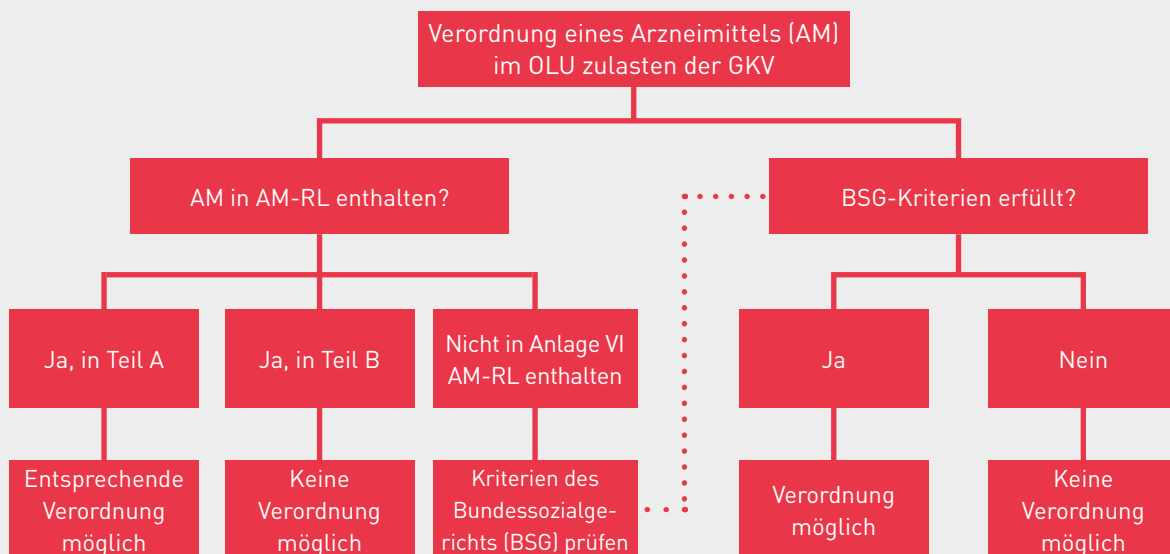 Verordnung eines Arzneimittels (AM)
im OLU zulasten der GKV
AM in AM-RL enthalten?
BSG-Kriterien erfüllt?
Ja, in Teil A
Ja, in Teil B
Nicht in Anlage VI
AM-RL enthalten
Ja
Nein
Entsprechende
Verordnung
möglich
Keine
Verordnung
möglich
Kriterien des
Bundessozialge-
richts (BSG) prüfen
Verordnung
möglich
Keine
Verordnung
möglich